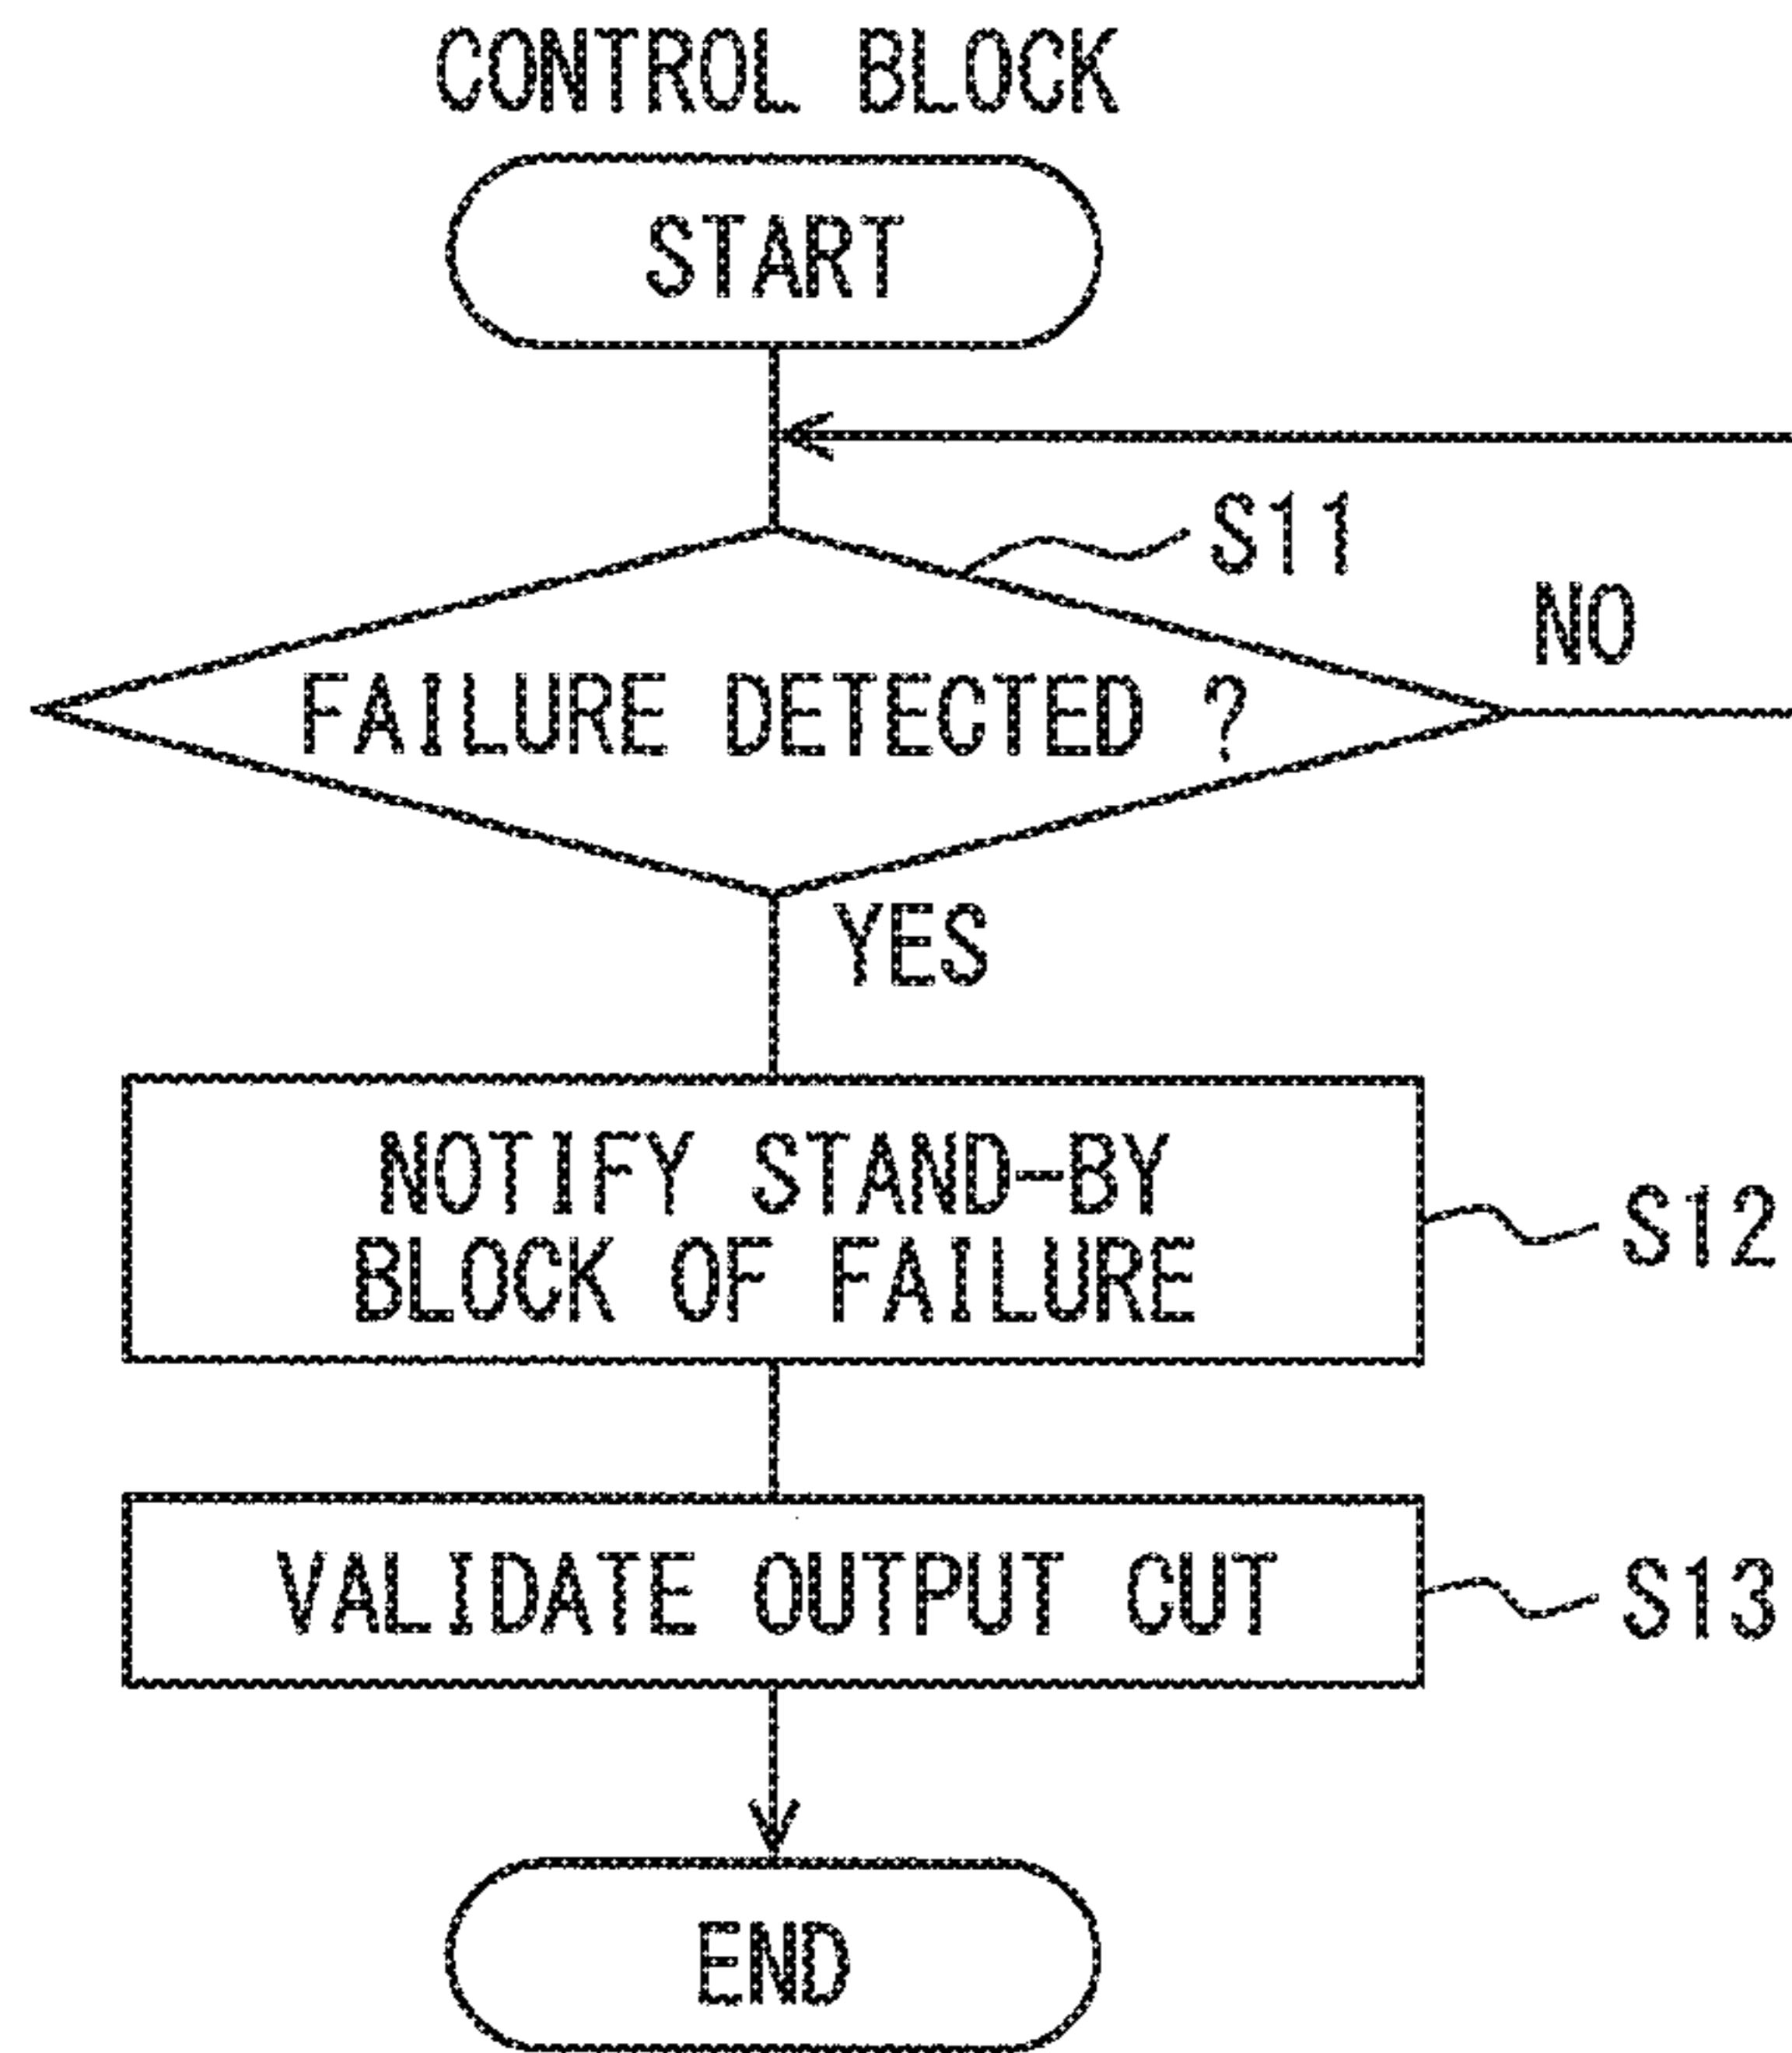 CONTROL BLOCK
START
S11
NO
FAILURE DETECTED ?
YES
NOTIFY STAND-BY
BLOCK OF FAILURE
S12
VALIDATE OUTPUT CUT
S13
END